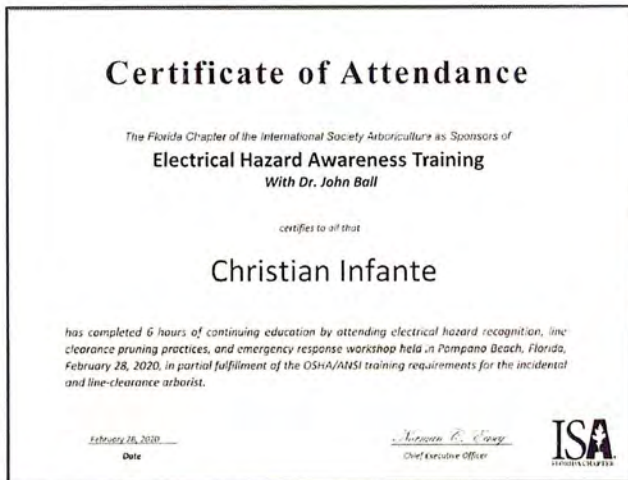 Certificate of Attendance
The Florida Chapter of the International Society Arboriculture as Sponsors of
Electrical Hazard Awareness Training
With Dr. John Ball
certifies to all that
Christian Infante
has completed 6 hours of continuing education by attending electrical hazard recognition, line
clearance pruning practices, and emergency response workshop held in Pompano Beach, Florida,
February 28, 2020, in partial fulfillment of the OSHA/ANSI training requirements for the incidental
and line-clearance arborist.
February 28, 2020
Date
Norman C. Easey
Chief Executive Officer
ISA
FLORIDA CHAPTER